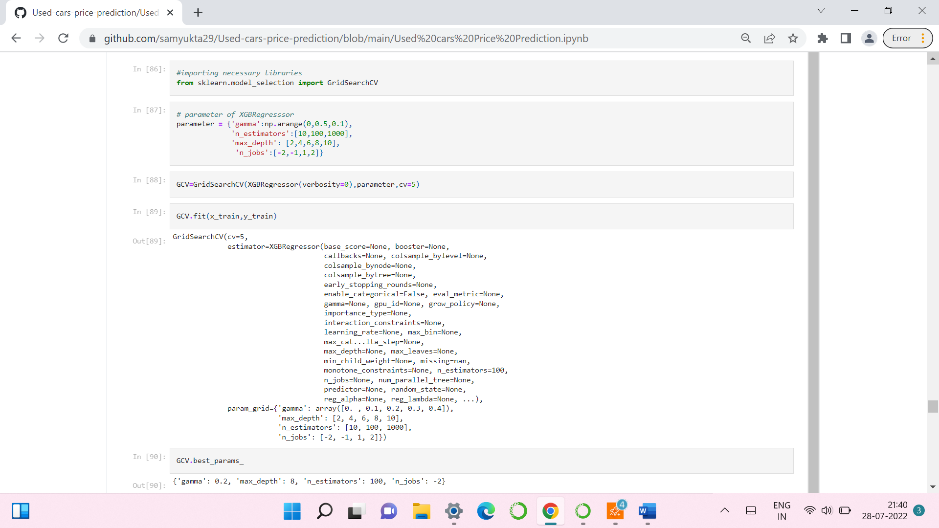 Used-cars-price-prediction/Used
github.com/samyukta29/Used-cars-price-prediction/blob/main/Used%20cars%20Price%20Prediction.ipynb
Error
In [86]:
#importing necessary libraries
from sklearn.model_selection import GridSearchCV
In [87]:
# parameter of XGBRegresssor
parameter = {'gamma':np.arange(0,0.5,0.1),
'n_estimators':[10,100,1000],
'max_depth': [2,4,6,8,10],
'n_jobs':[-2,-1,1,2]}
In [88]:
GCV=GridSearchCV(XGBRegressor(verbosity=0),parameter,cv=5)
In [89]:
GCV.fit(x_train,y_train)
Out[89]:
GridSearchCV(cv=5,
estimator=XGBRegressor(base_score=None, booster=None,
callbacks=None, colsample_bylevel=None,
colsample_bynode=None,
colsample_bytree=None,
early_stopping_rounds=None,
enable_categorical=False, eval_metric=None,
gamma=None, gpu_id=None, grow_policy=None,
importance_type=None,
interaction_constraints=None,
learning_rate=None, max_bin=None,
max_cat...lta_step=None,
max_depth=None, max_leaves=None,
min_child_weight=None, missing=nan,
monotone_constraints=None, n_estimators=100,
n_jobs=None, num_parallel_tree=None,
predictor=None, random_state=None,
reg_alpha=None, reg_lambda=None, ...),
param_grid={'gamma': array([0. , 0.1, 0.2, 0.3, 0.4]),
'max_depth': [2, 4, 6, 8, 10],
'n_estimators': [10, 100, 1000],
'n_jobs': [-2, -1, 1, 2]})
In [90]:
GCV.best_params_
Out[90]:
{'gamma': 0.2, 'max_depth': 8, 'n_estimators': 100, 'n_jobs': -2}
4
ENG
IN
21:40
28-07-2022
3